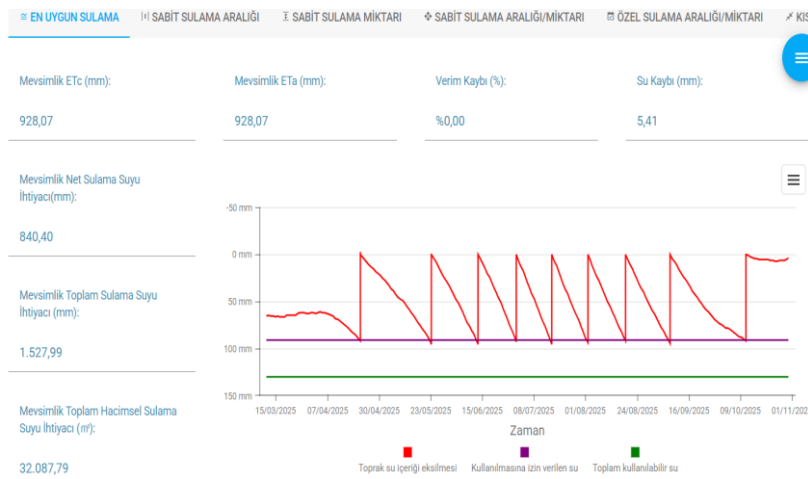 EN UYGUN SULAMA SABİT SULAMA ARALIĞI SABİT SULAMA MİKTARI SABİT SULAMA ARALIĞI/MİKTARI ÖZEL SULAMA ARALIĞI/MİKTARI KIS
Mevsimlik ETc (mm): Mevsimlik ETa (mm): Verim Kaybı (%): Su Kaybı (mm):
928,07 928,07 %0,00 5,41
Mevsimlik Net Sulama Suyu
İhtiyacı(mm):
840,40
Mevsimlik Toplam Sulama Suyu
İhtiyacı (mm):
1.527,99
Mevsimlik Toplam Hacimsel Sulama
Suyu İhtiyacı (m³):
32.087,79
-50 mm
0 mm
50 mm
100 mm
150 mm
15/03/2025 07/04/2025 30/04/2025 23/05/2025 15/06/2025 08/07/2025 01/08/2025 24/08/2025 16/09/2025 09/10/2025 01/11/202
Zaman
Toprak su içeriği eksilmesi Kullanılmasına izin verilen su Toplam kullanılabilir su